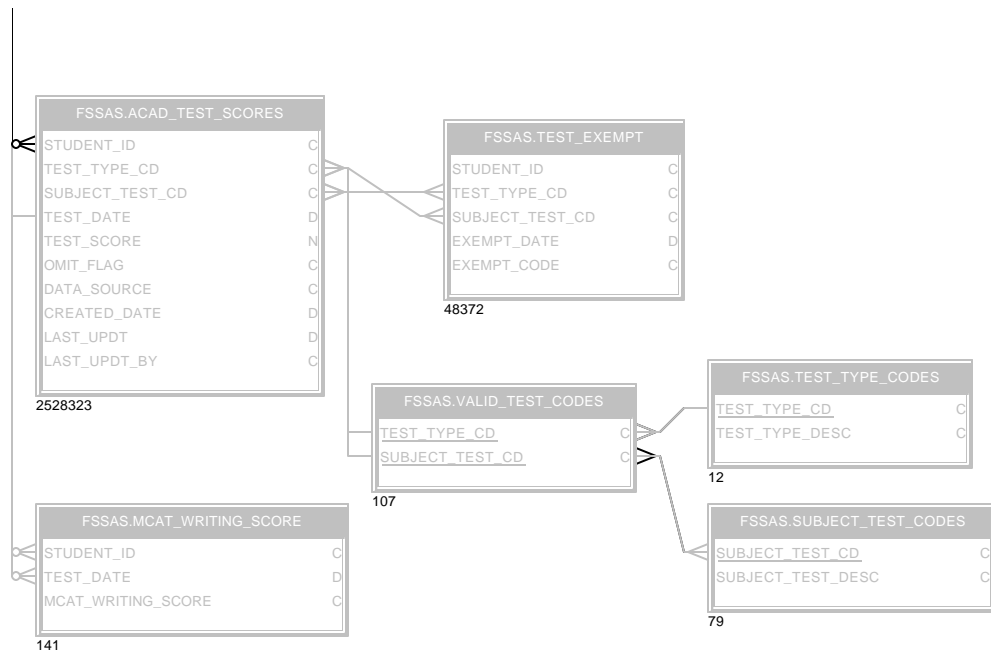 FSSAS.ACAD_TEST_SCORES
STUDENT_ID C
TEST_TYPE_CD C
SUBJECT_TEST_CD C
TEST_DATE D
TEST_SCORE N
OMIT_FLAG C
DATA_SOURCE C
CREATED_DATE D
LAST_UPDT D
LAST_UPDT_BY C
2528323
FSSAS.TEST_EXEMPT
STUDENT_ID C
TEST_TYPE_CD C
SUBJECT_TEST_CD C
EXEMPT_DATE D
EXEMPT_CODE C
48372
FSSAS.VALID_TEST_CODES
TEST_TYPE_CD C
SUBJECT_TEST_CD C
107
FSSAS.TEST_TYPE_CODES
TEST_TYPE_CD C
TEST_TYPE_DESC C
12
FSSAS.MCAT_WRITING_SCORE
STUDENT_ID C
TEST_DATE D
MCAT_WRITING_SCORE C
141
FSSAS.SUBJECT_TEST_CODES
SUBJECT_TEST_CD C
SUBJECT_TEST_DESC C
79